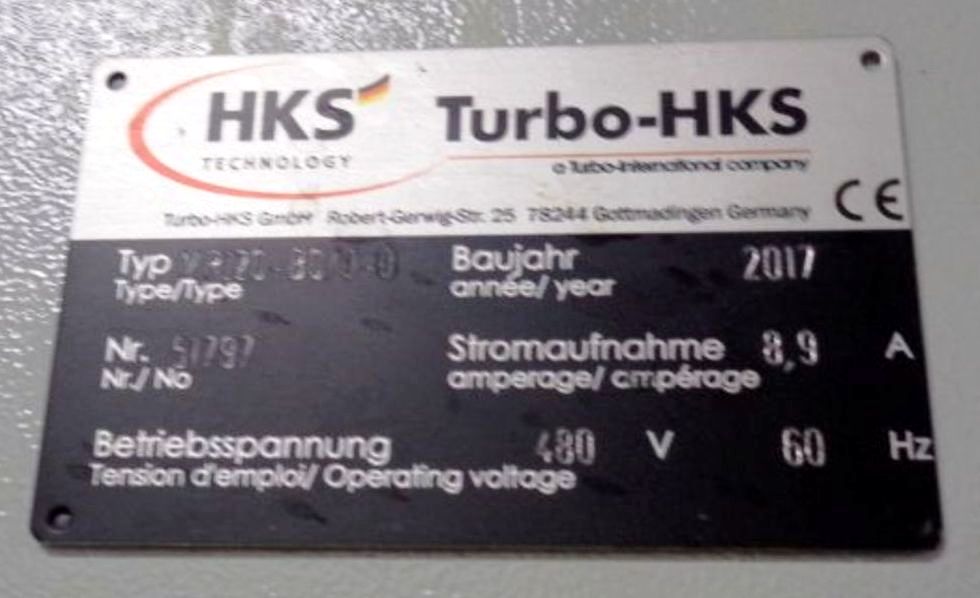 HKS
TECHNOLOGY
Turbo-HKS
a Turbo-International company
Turbo-HKS GmbH Robert-Gerwig-Str. 25 78244 Gottmadingen Germany CE
Typ
Type/Type
Baujahr 2017
année/ year
Nr. 51797
Nr./ No
Stromaufnahme 8,9 A
amperage/ ampérage
Betriebsspannung 480 V 60 Hz
Tension d'emploi/ Operating voltage